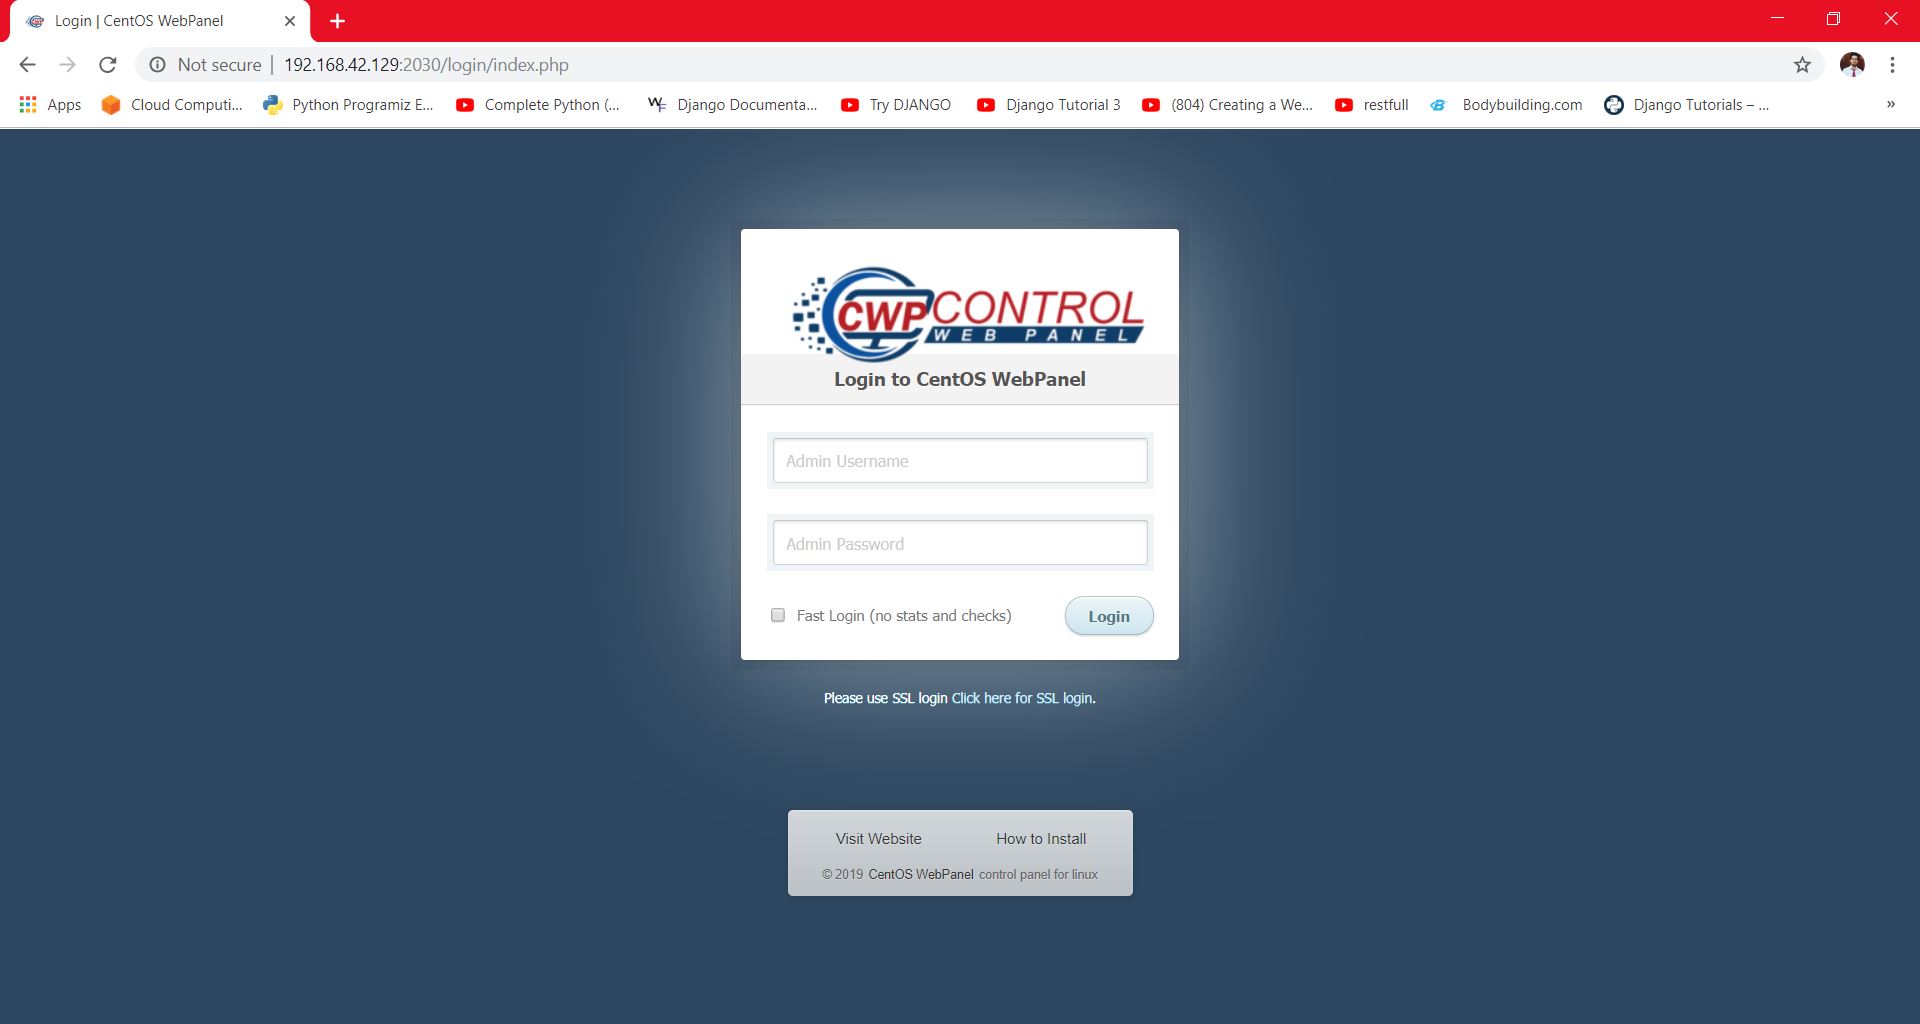 Login | CentOS WebPanel
Not secure | 192.168.42.129:2030/login/index.php
Apps Cloud Computi... Python Programiz E... Complete Python (... Django Documenta... Try DJANGO Django Tutorial 3 (804) Creating a We... restfull Bodybuilding.com Django Tutorials – ... »
CWP CONTROL
WEB PANEL
Login to CentOS WebPanel
Admin Username
Admin Password
Fast Login (no stats and checks) Login
Please use SSL login Click here for SSL login.
Visit Website How to Install
© 2019 CentOS WebPanel control panel for linux